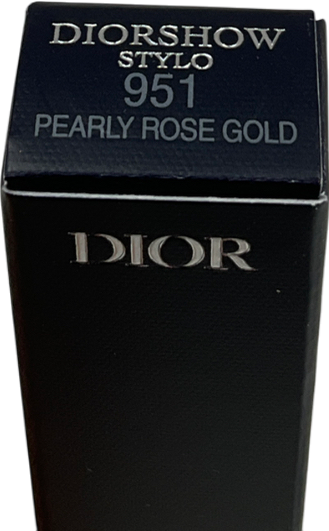 DIORSHOW
STYLO
951
PEARLY ROSE GOLD
DIOR